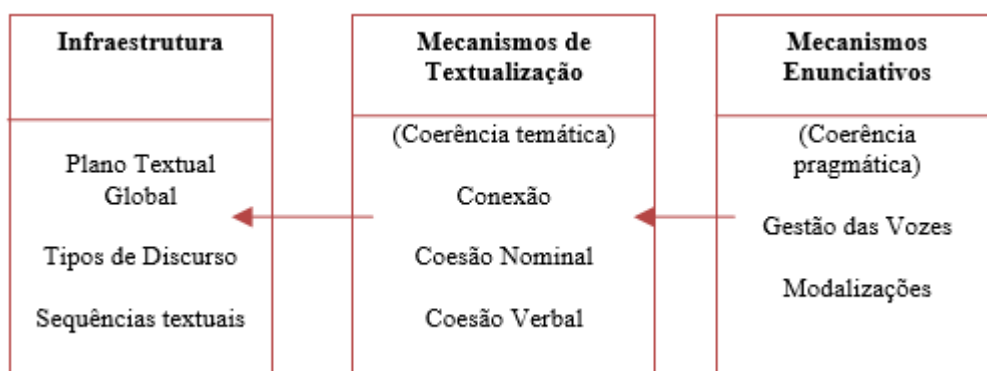 Infraestrutura
Plano Textual
Global
Tipos de Discurso
Sequências textuais
Mecanismos de
Textualização
(Coerência temática)
Conexão
Coesão Nominal
Coesão Verbal
Mecanismos
Enunciativos
(Coerência
pragmática)
Gestão das Vozes
Modalizações